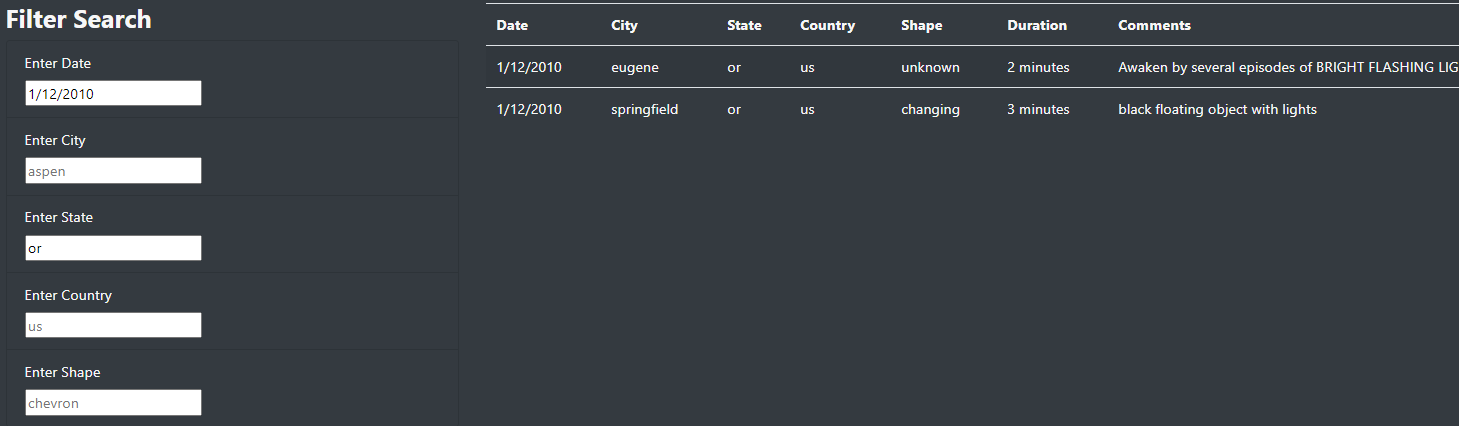 Filter Search
Enter Date
1/12/2010
Enter City
aspen
Enter State
or
Enter Country
us
Enter Shape
chevron
Date City State Country Shape Duration Comments
1/12/2010 eugene or us unknown 2 minutes Awaken by several episodes of BRIGHT FLASHING LIG
1/12/2010 springfield or us changing 3 minutes black floating object with lights